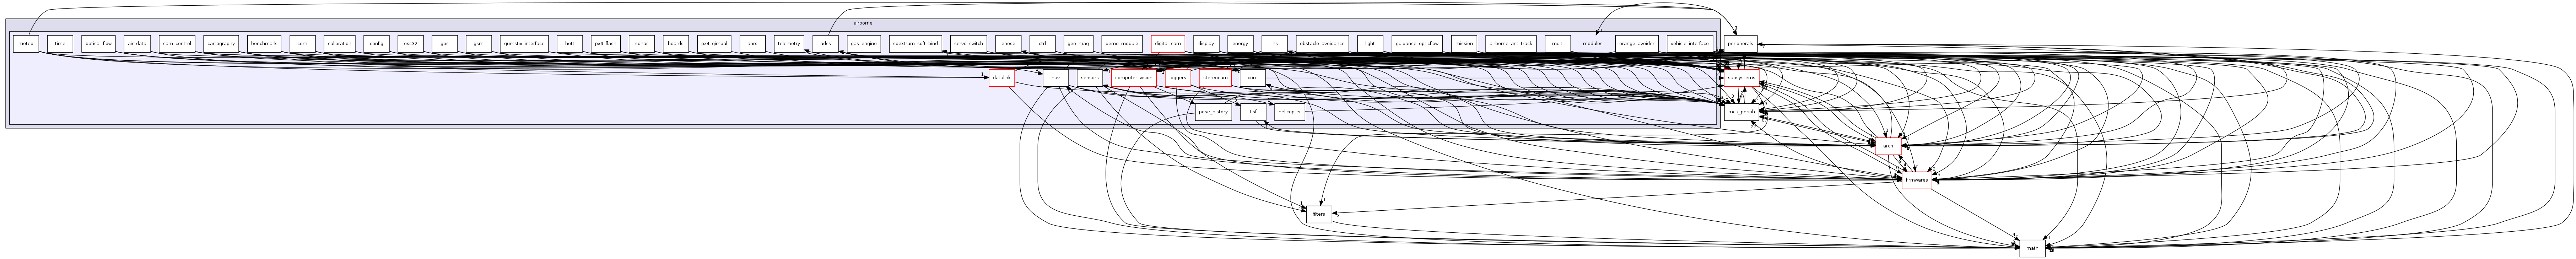 airborne
meteo time optical_flow air_data cam_control cartography benchmark com calibration config esc32 gps gsm gumstix_interface hott px4_flash sonar boards px4_gimbal ahrs telemetry adcs gas_engine spektrum_soft_bind servo_switch enose ctrl geo_mag demo_module digital_cam display energy ins obstacle_avoidance light guidance_opticflow mission airborne_ant_track multi modules orange_avoider vehicle_interface peripherals
datalink nav sensors computer_vision loggers stereocam core subsystems
pose_history tlsf helicopter mcu_periph
arch
firmwares
filters
math